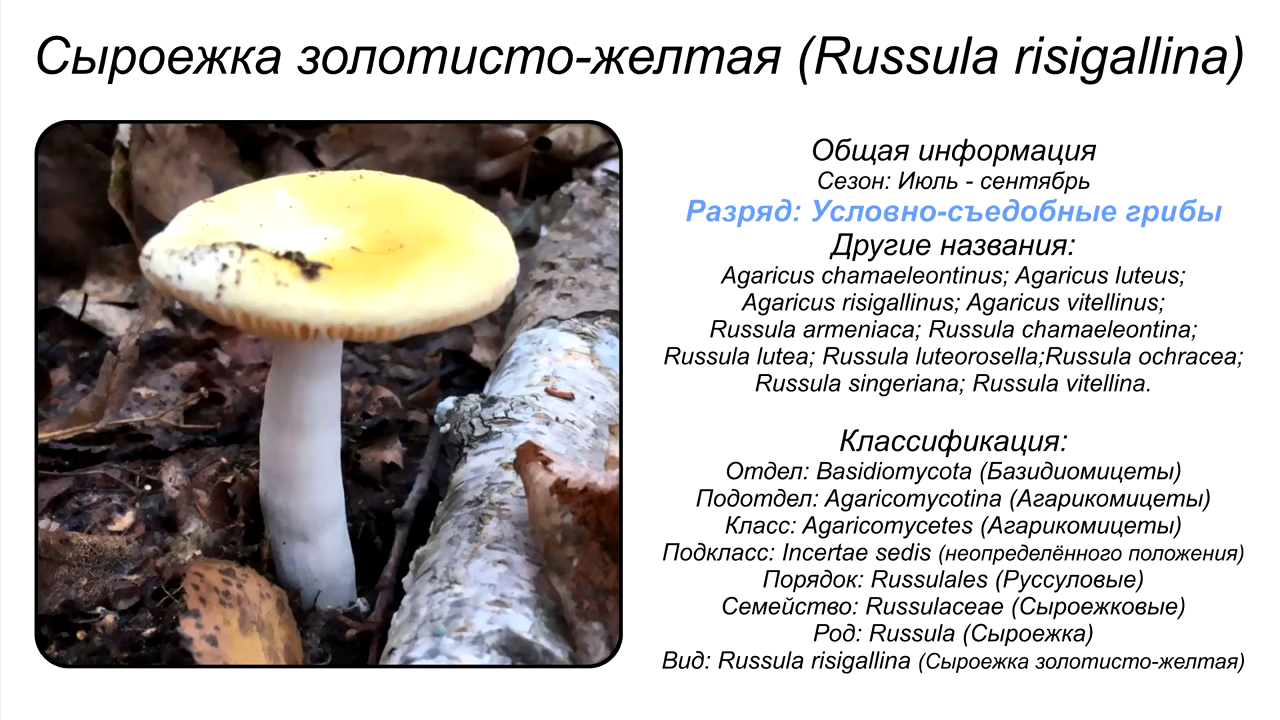 Сыроежка золотисто-желтая (Russula risigallina)
Общая информация
Сезон: Июль - сентябрь
Разряд: Условно-съедобные грибы
Другие названия:
Agaricus chamaeleontinus; Agaricus luteus;
Agaricus risigallinus; Agaricus vitellinus;
Russula armeniaca; Russula chamaeleontina;
Russula lutea; Russula luteorosella;Russula ochracea;
Russula singeriana; Russula vitellina.
Классификация:
Отдел: Basidiomycota (Базидиомицеты)
Подотдел: Agaricomycotina (Агарикомицеты)
Класс: Agaricomycetes (Агарикомицеты)
Подкласс: Incertae sedis (неопределённого положения)
Порядок: Russulales (Руссуловые)
Семейство: Russulaceae (Сыроежковые)
Род: Russula (Сыроежка)
Вид: Russula risigallina (Сыроежка золотисто-желтая)